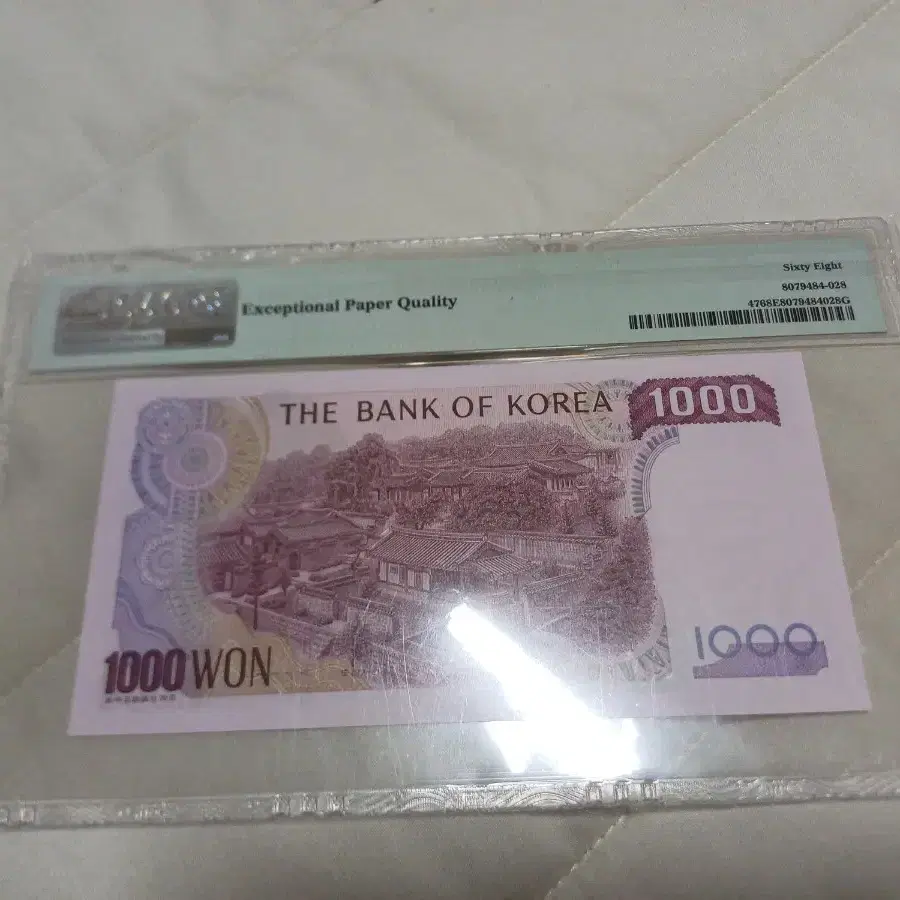 Exceptional Paper Quality
Sixty Eight
8079484-028
4768E8079484028G
THE BANK OF KOREA
1000
1000
1000 WON